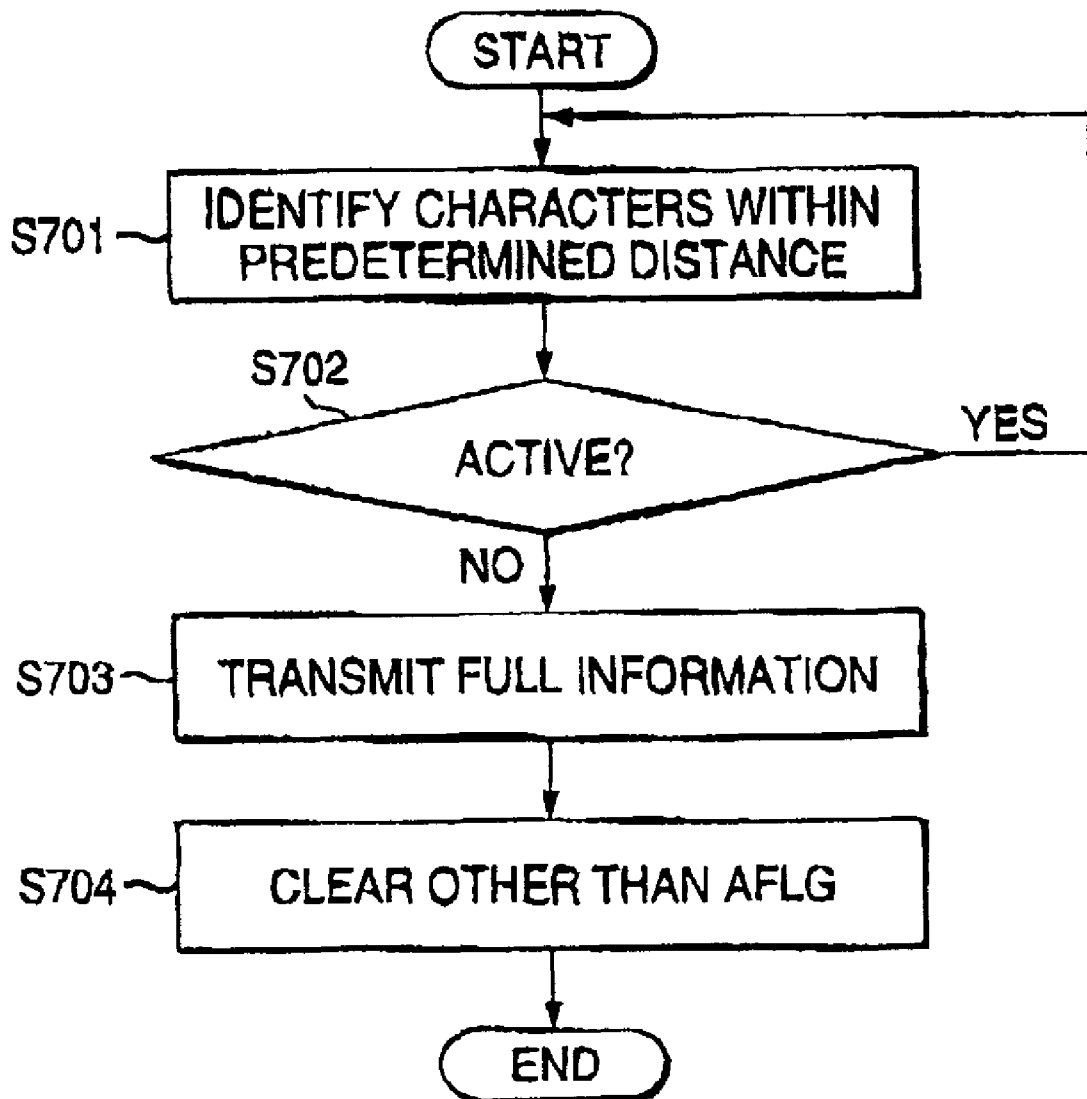 START
S701
IDENTIFY CHARACTERS WITHIN
PREDETERMINED DISTANCE
S702
ACTIVE?
YES
NO
S703
TRANSMIT FULL INFORMATION
S704
CLEAR OTHER THAN AFLG
END